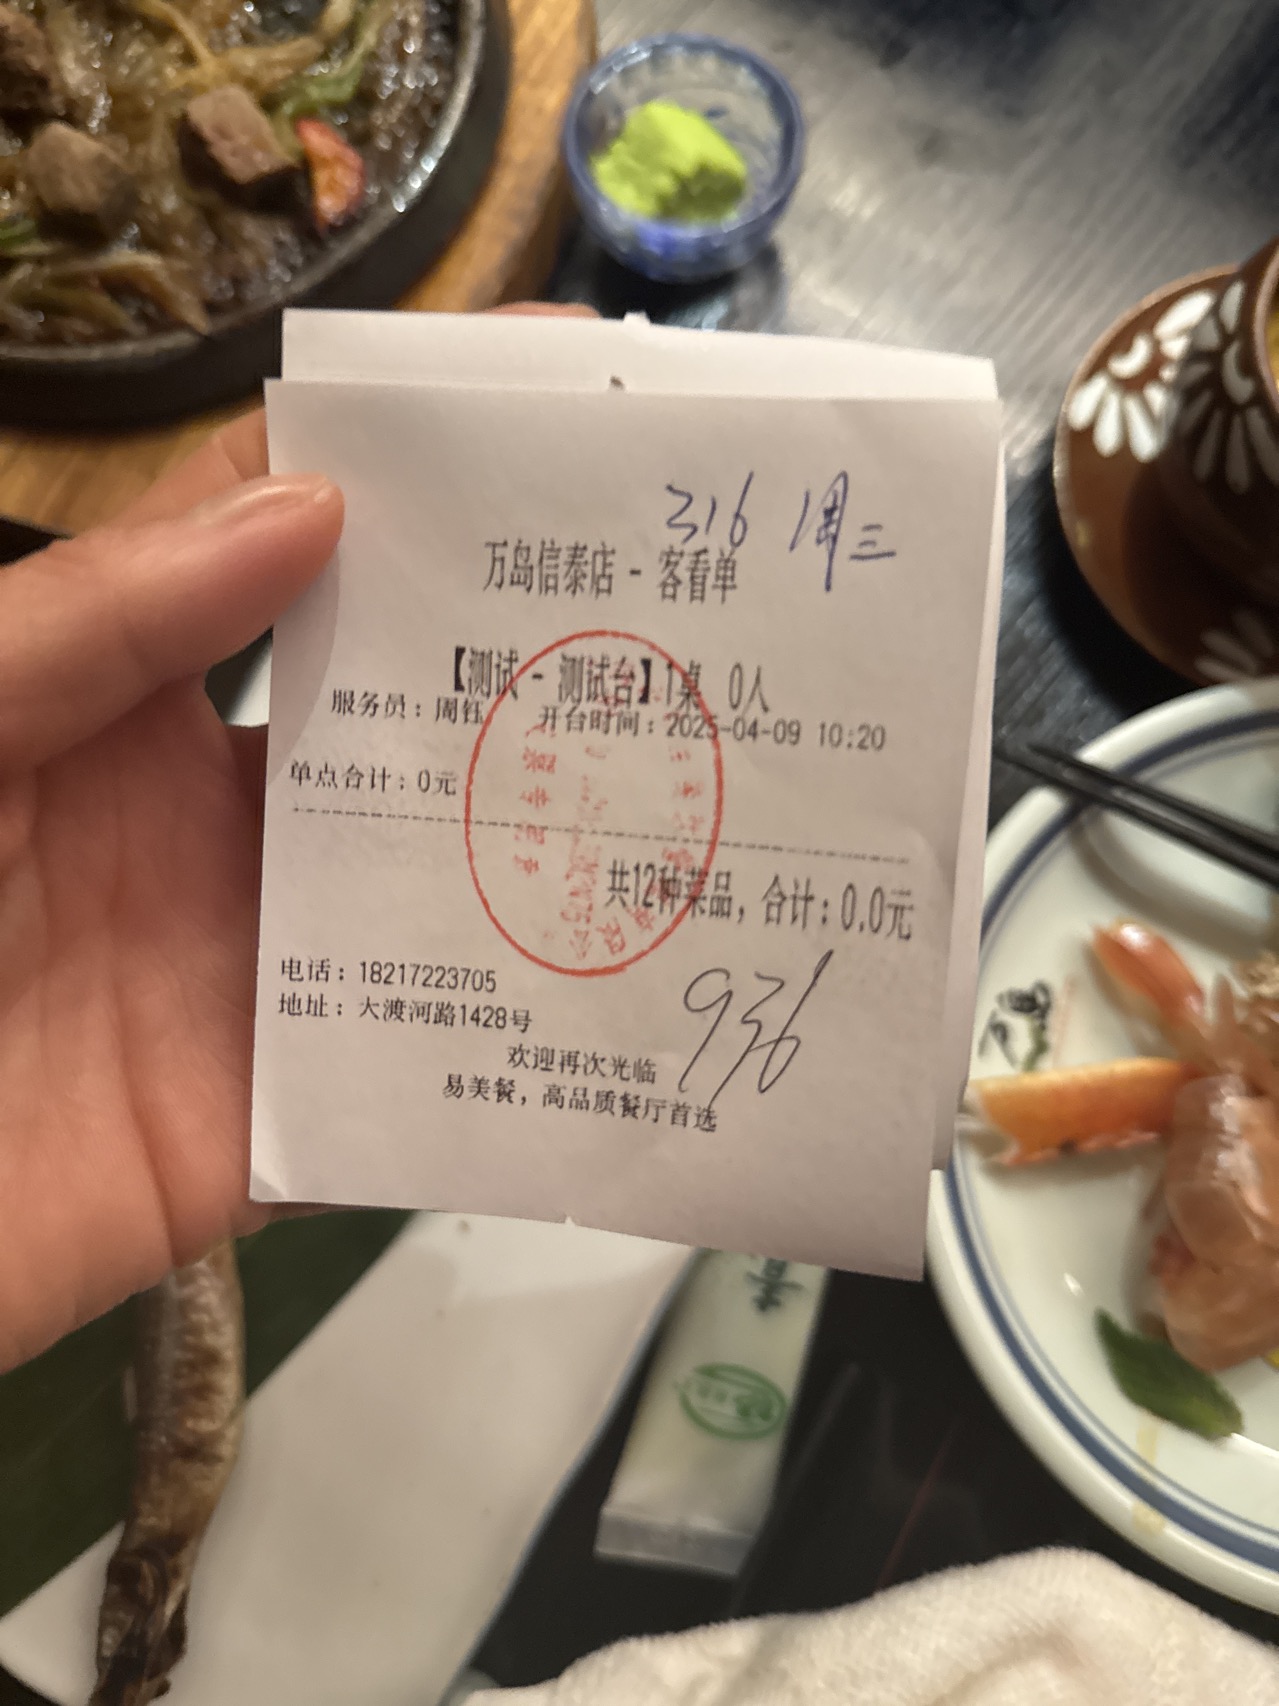 316 周三
万岛信泰店 - 客看单
【测试 - 测试台】1桌 0人
服务员：周钰 开台时间：2025-04-09 10:20
单点合计：0元
共12种菜品，合计：0.0元
936
电话：18217223705
地址：大渡河路1428号
欢迎再次光临
易美餐，高品质餐厅首选
万岛